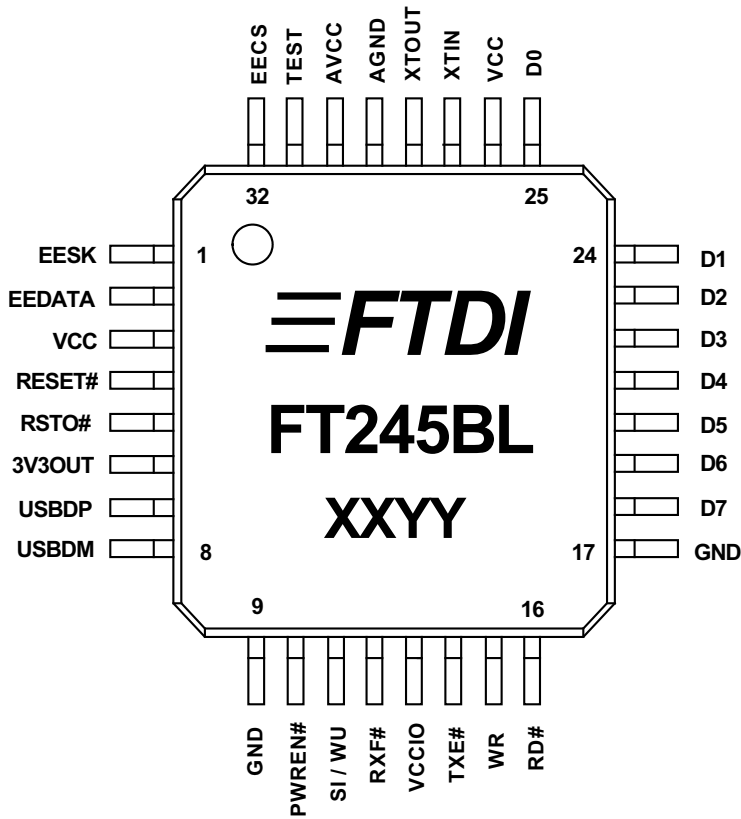 EECS
TEST
AVCC
AGND
XTOUT
XTIN
VCC
D0
32
25
EESK
1
24
D1
EEDATA
D2
VCC
D3
RESET#
D4
RSTO#
D5
3V3OUT
D6
USBDP
D7
USBDM
8
17
GND
FTDI
FT245BL
XXYY
9
16
GND
PWREN#
SI / WU
RXF#
VCCIO
TXE#
WR
RD#